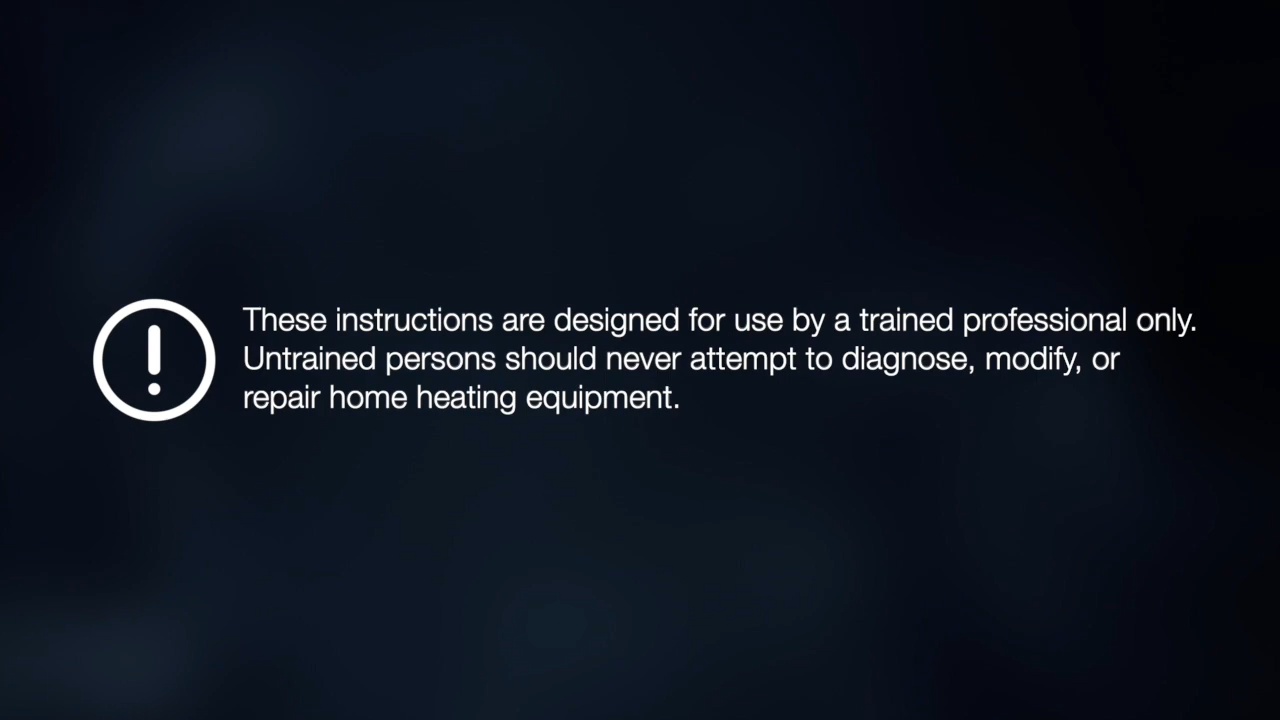 These instructions are designed for use by a trained professional only.
Untrained persons should never attempt to diagnose, modify, or
repair home heating equipment.